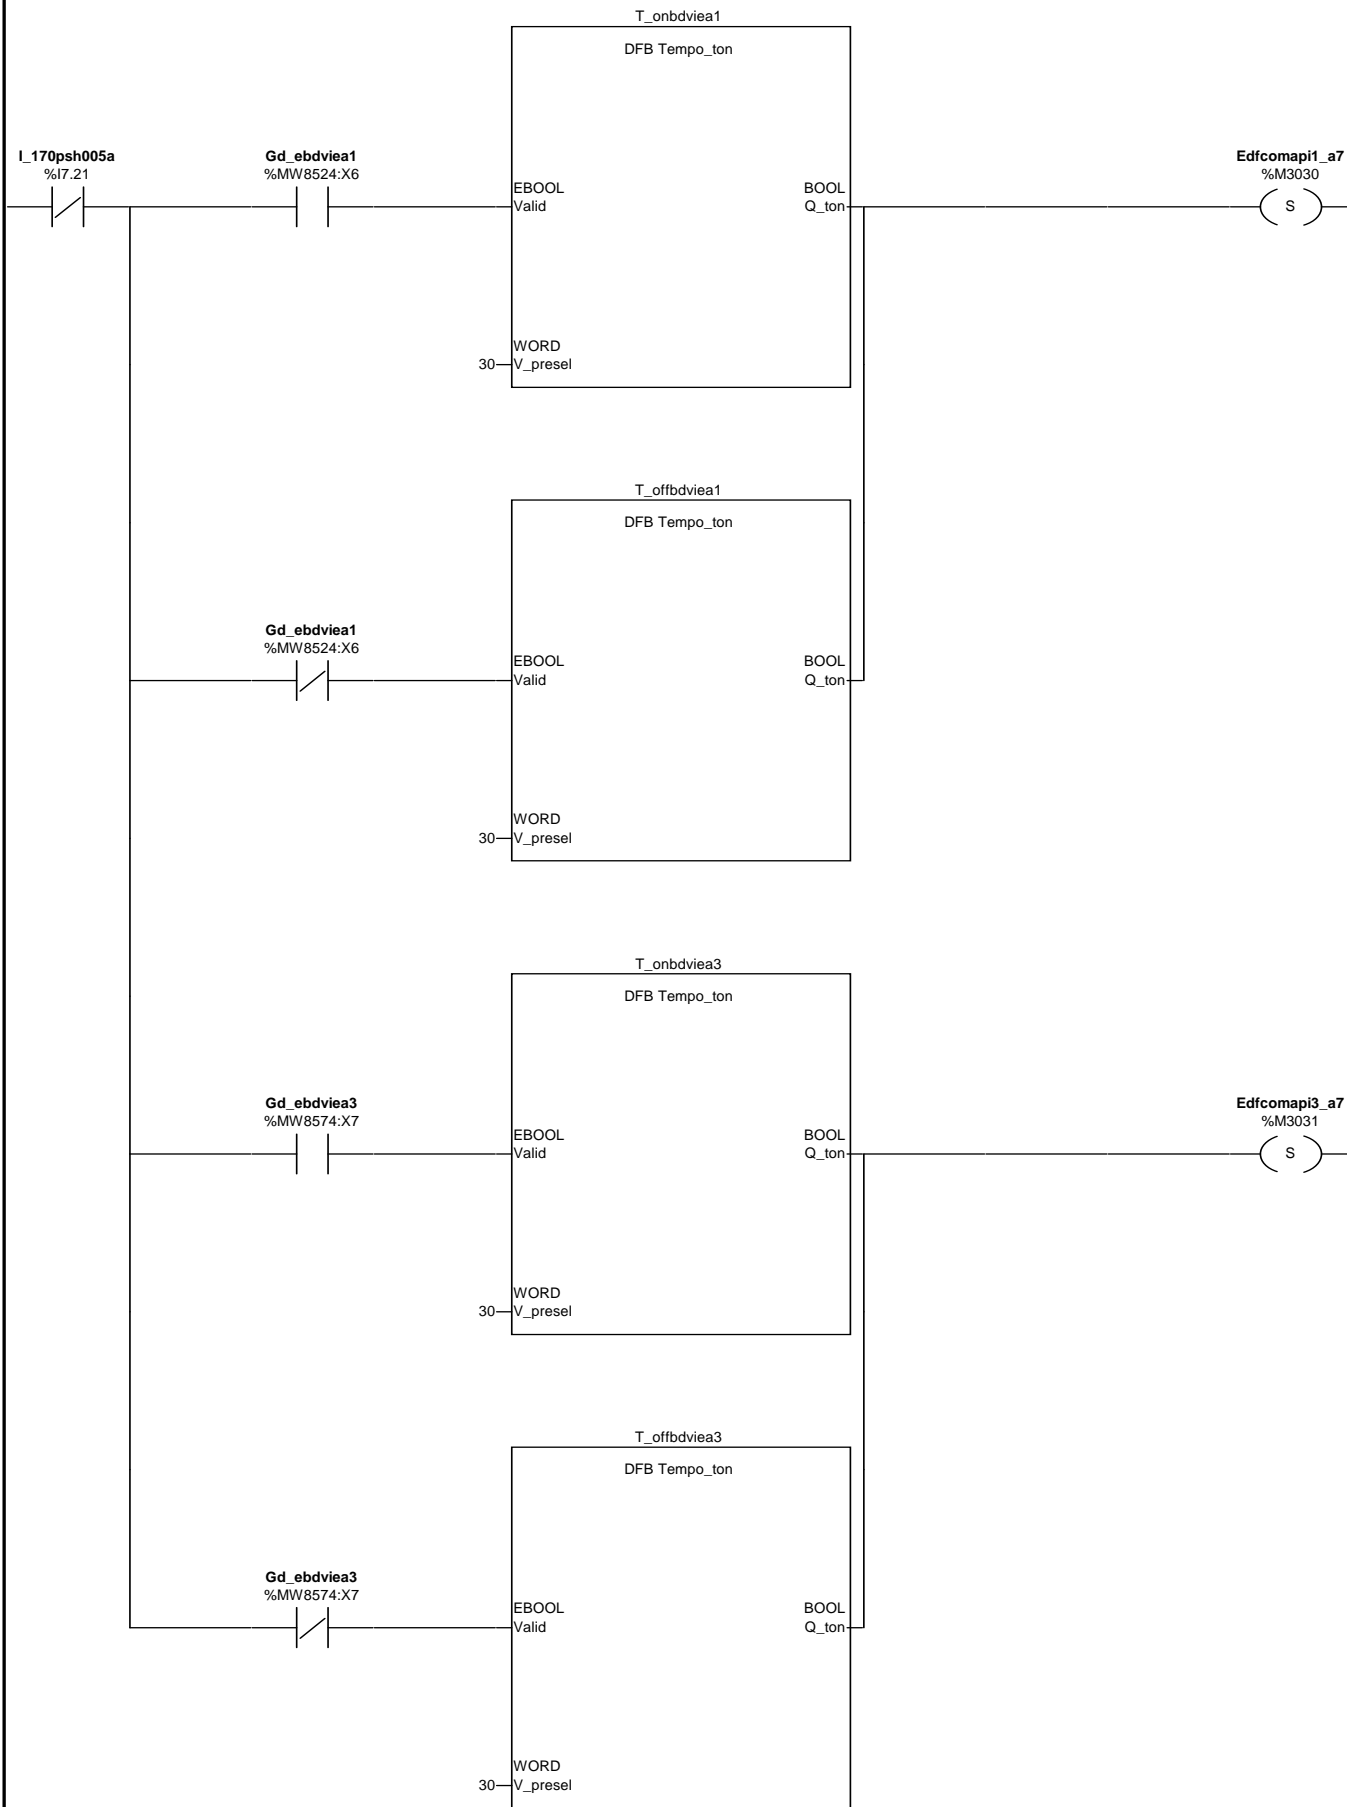 T_onbdviea1
DFB Tempo_ton
I_170psh005a
%I7.21
Gd_ebdviea1
%MW8524:X6
EBOOL
Valid
BOOL
Q_ton
Edfcomapi1_a7
%M3030
S
WORD
30 V_presel
T_offbdviea1
DFB Tempo_ton
Gd_ebdviea1
%MW8524:X6
EBOOL
Valid
BOOL
Q_ton
WORD
30 V_presel
T_onbdviea3
DFB Tempo_ton
Gd_ebdviea3
%MW8574:X7
EBOOL
Valid
BOOL
Q_ton
Edfcomapi3_a7
%M3031
S
WORD
30 V_presel
T_offbdviea3
DFB Tempo_ton
Gd_ebdviea3
%MW8574:X7
EBOOL
Valid
BOOL
Q_ton
WORD
30 V_presel